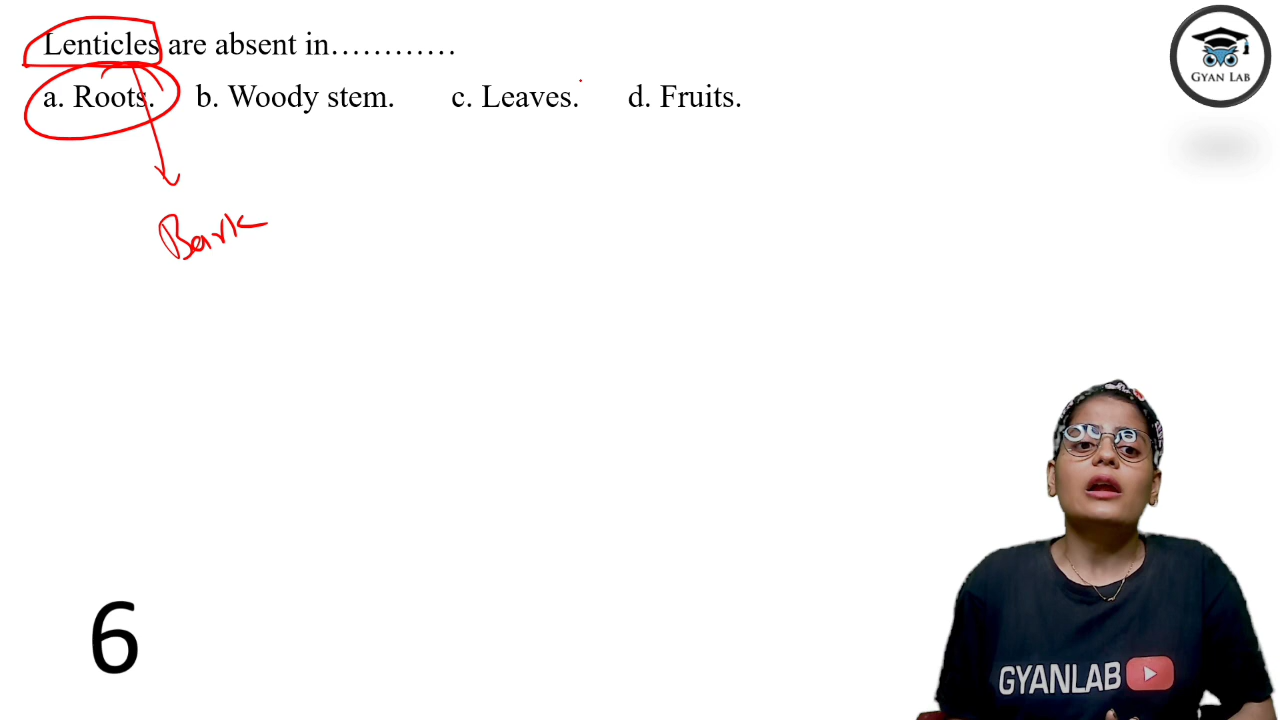 Lenticles are absent in…………
a. Roots. b. Woody stem. c. Leaves. d. Fruits.
GYAN LAB
Bark
6
GYANLAB